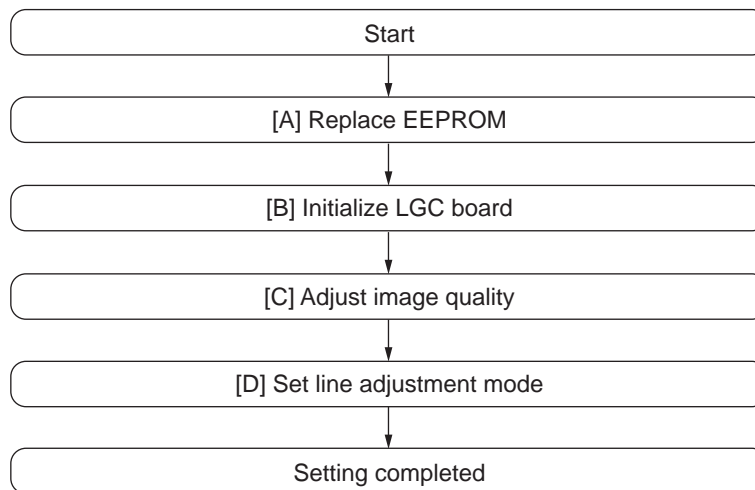 Start
[A] Replace EEPROM
[B] Initialize LGC board
[C] Adjust image quality
[D] Set line adjustment mode
Setting completed